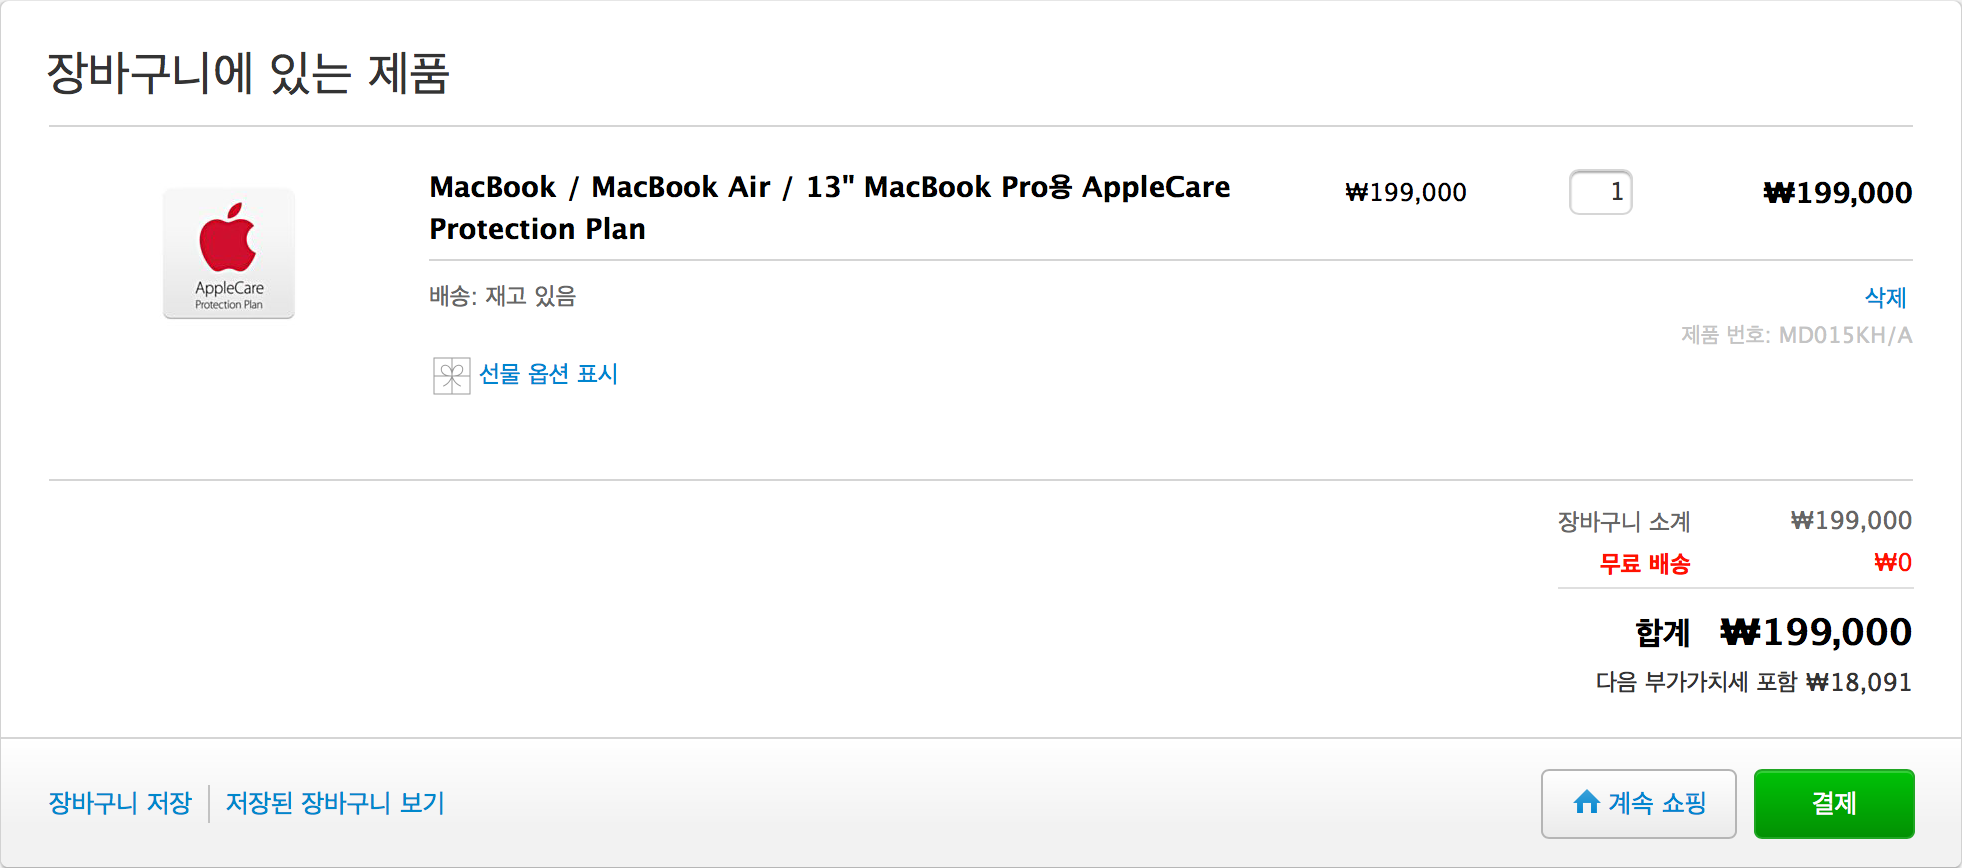 장바구니에 있는 제품
MacBook / MacBook Air / 13" MacBook Pro용 AppleCare
Protection Plan
₩199,000
1
₩199,000
AppleCare
Protection Plan
배송: 재고 있음
삭제
제품 번호: MD015KH/A
선물 옵션 표시
장바구니 소계 ₩199,000
무료 배송 ₩0
합계 ₩199,000
다음 부가가치세 포함 ₩18,091
장바구니 저장
저장된 장바구니 보기
계속 쇼핑
결제